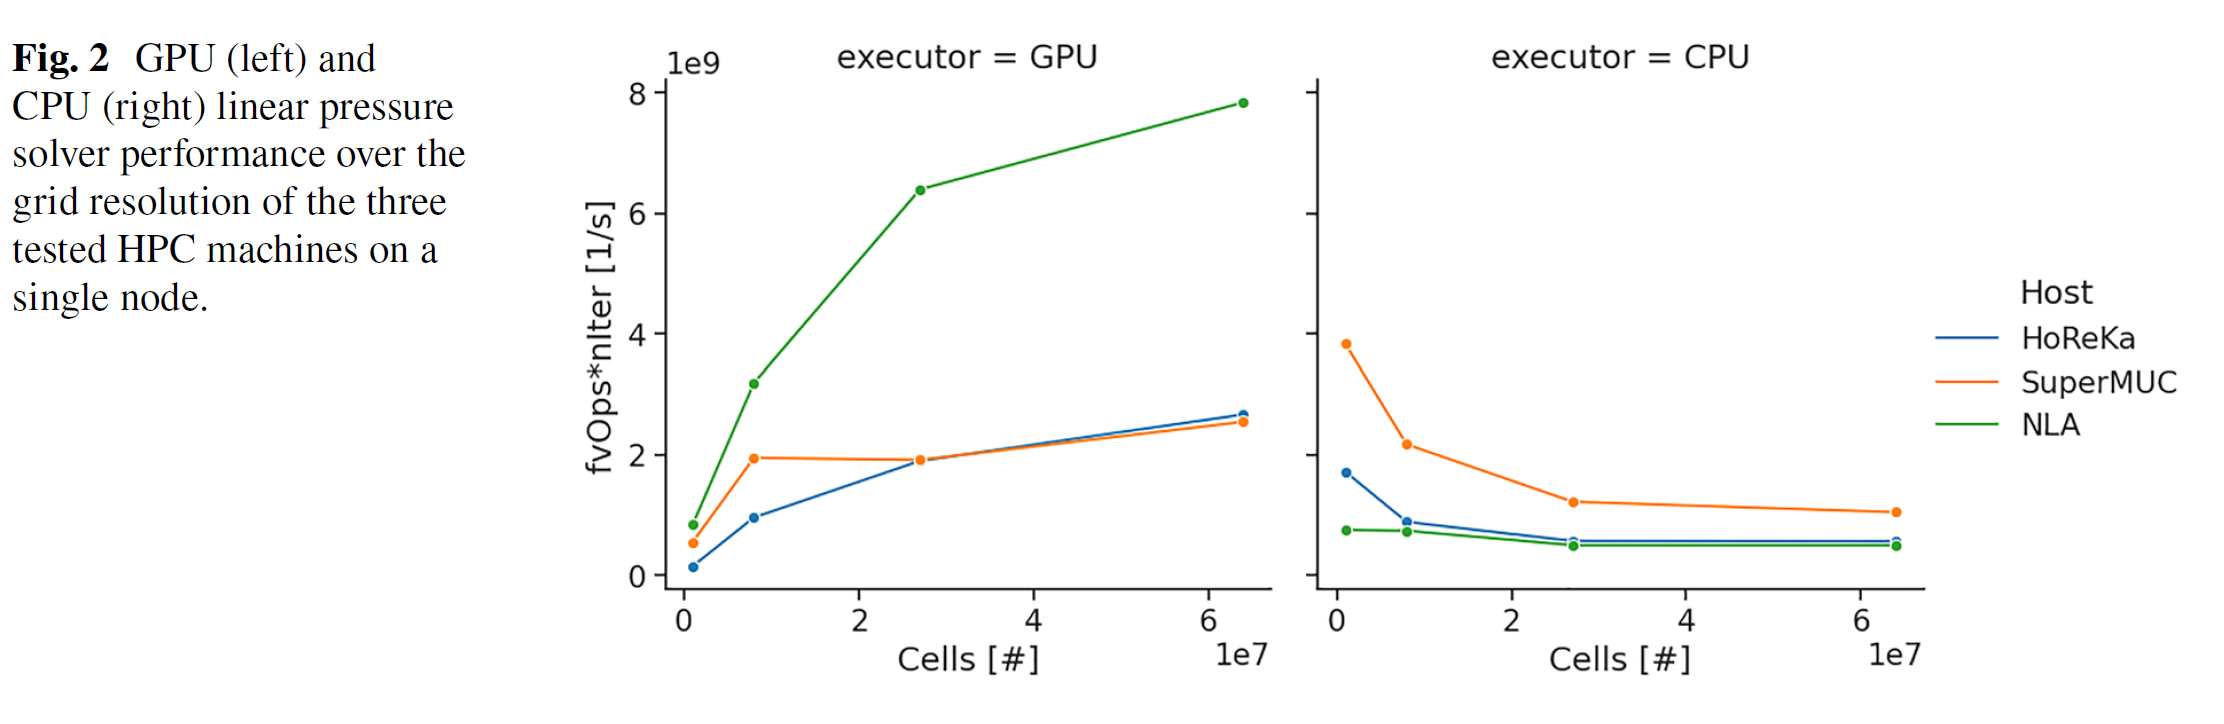 Fig. 2 GPU (left) and
CPU (right) linear pressure
solver performance over the
grid resolution of the three
tested HPC machines on a
single node.
1e9
executor = GPU
8
6
4
2
0
fvOps*nIter [1/s]
0 2 4 6
1e7
Cells [#]
executor = CPU
0 2 4 6
1e7
Cells [#]
Host
HoReKa
SuperMUC
NLA